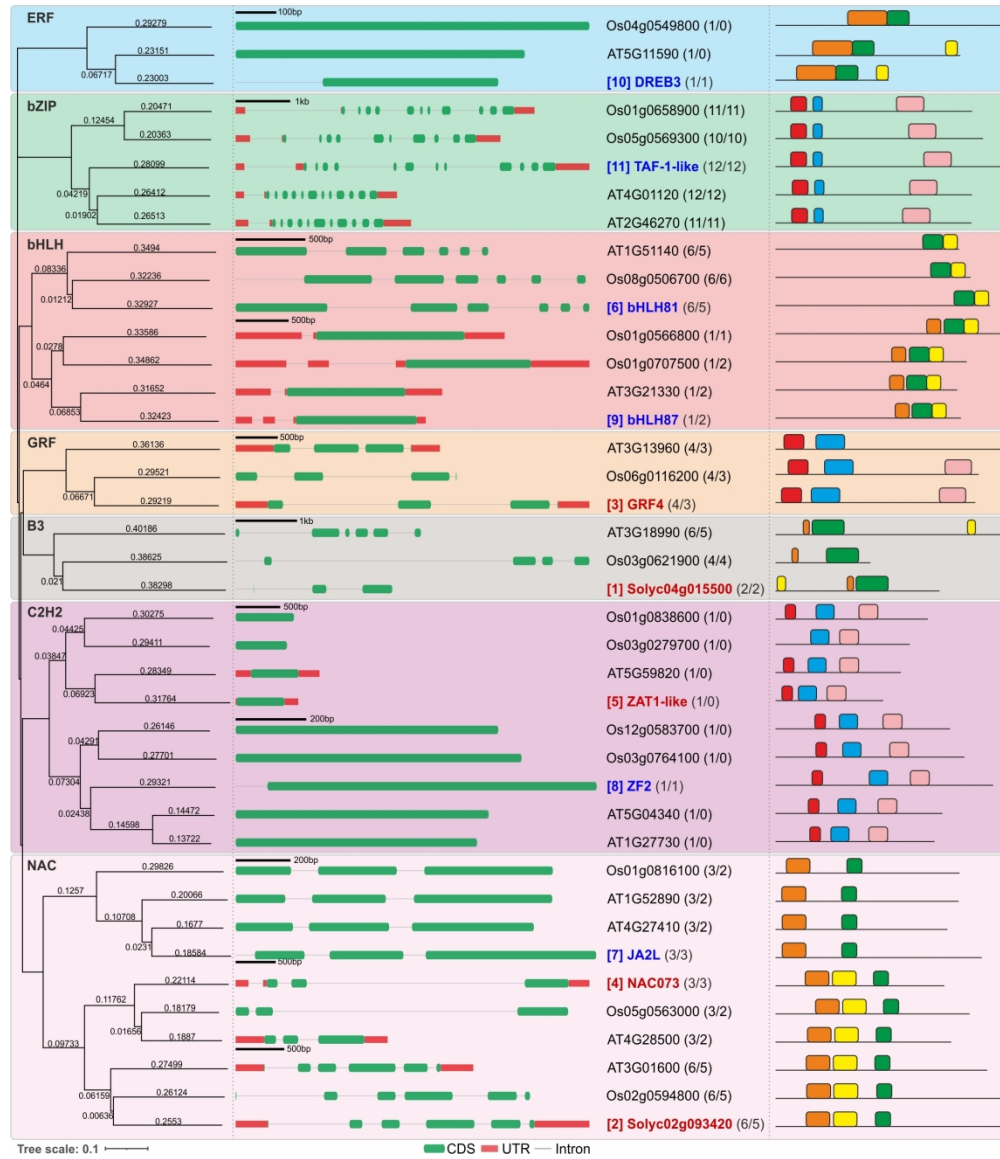 ERF
0.29279
100bp
Os04g0549800 (1/0)
0.23151
AT5G11590 (1/0)
0.06717
0.23003
[10] DREB3 (1/1)
bZIP
1kb
0.20471
Os01g0658900 (11/11)
0.12454
0.20363
Os05g0569300 (10/10)
0.28099
[11] TAF-1-like (12/12)
0.04219
0.26412
AT4G01120 (12/12)
0.01902
0.26513
AT2G46270 (11/11)
bHLH
500bp
0.3494
AT1G51140 (6/5)
0.08336
0.32236
Os08g0506700 (6/6)
0.01212
0.32927
[6] bHLH81 (6/5)
500bp
0.33586
Os01g0566800 (1/1)
0.0278
0.34862
Os01g0707500 (1/2)
0.0464
0.31652
AT3G21330 (1/2)
0.06853
0.32423
[9] bHLH87 (1/2)
GRF
500bp
0.36136
AT3G13960 (4/3)
0.29521
Os06g0116200 (4/3)
0.06671
0.29219
[3] GRF4 (4/3)
B3
1kb
0.40186
AT3G18990 (6/5)
0.38625
Os03g0621900 (4/4)
0.021
0.38298
[1] Solyc04g015500 (2/2)
C2H2
500bp
0.30275
Os01g0838600 (1/0)
0.04425
0.29411
Os03g0279700 (1/0)
0.03847
0.28349
AT5G59820 (1/0)
0.06923
0.31764
[5] ZAT1-like (1/0)
200bp
0.26146
Os12g0583700 (1/0)
0.04291
0.27701
Os03g0764100 (1/0)
0.07304
0.29321
[8] ZF2 (1/1)
0.02438
0.14472
AT5G04340 (1/0)
0.14598
0.13722
AT1G27730 (1/0)
NAC
200bp
0.29826
Os01g0816100 (3/2)
0.1257
0.20066
AT1G52890 (3/2)
0.10708
0.1677
AT4G27410 (3/2)
0.0231
0.18584
[7] JA2L (3/3)
500bp
0.22114
[4] NAC073 (3/3)
0.11762
0.18179
Os05g0563000 (3/2)
0.01656
0.1887
AT4G28500 (3/2)
0.09733
500bp
0.27499
AT3G01600 (6/5)
0.06159
0.26124
Os02g0594800 (6/5)
0.00636
0.2553
[2] Solyc02g093420 (6/5)
Tree scale: 0.1
CDS UTR Intron